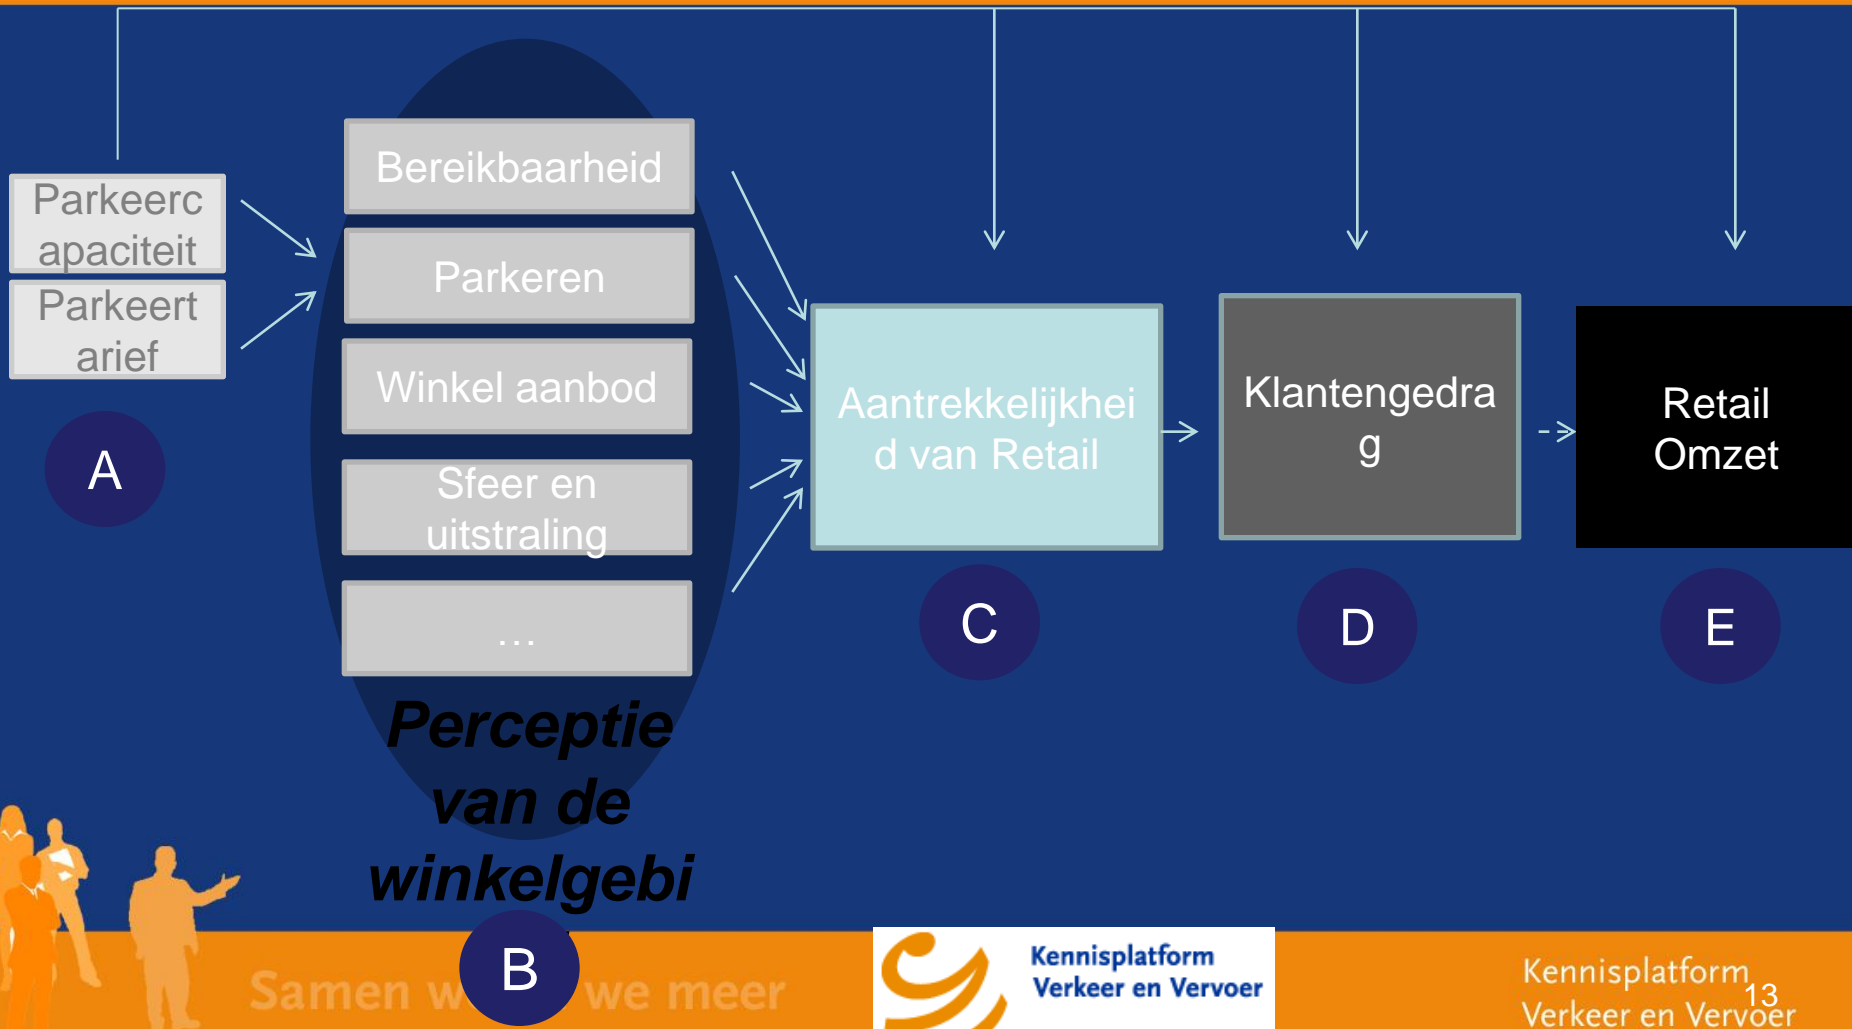 Bereikbaarheid
Parkeerc
apaciteit
Parkeren
Parkeert
arief
Winkel aanbod
Aantrekkelijkhei
d van Retail
Klantengedra
g
Retail
Omzet
A
Sfeer en
uitstraling
…
C
D
E
Perceptie
van de
winkelgebi
B
Samen w we meer
Kennisplatform
Verkeer en Vervoer
Kennisplatform
Verkeer en Vervoer
13